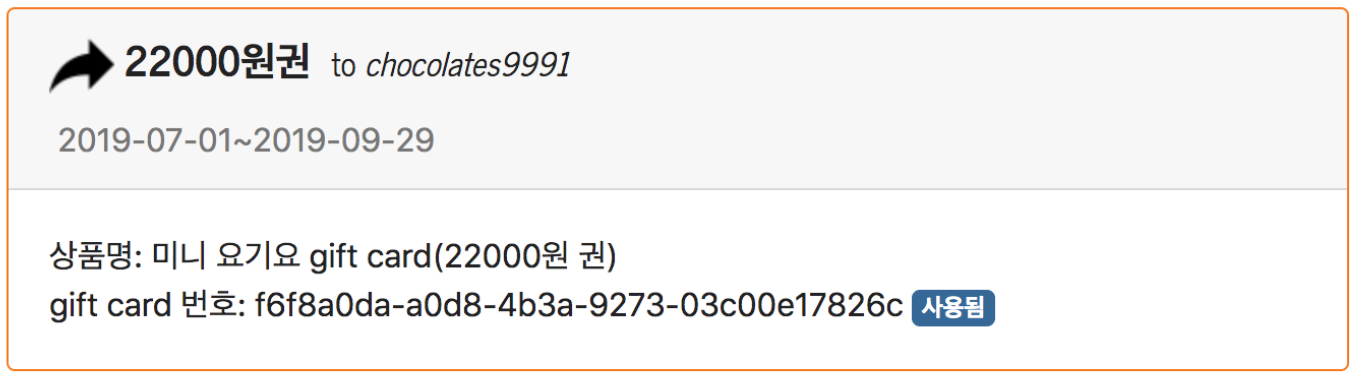 22000원권 to chocolates9991
2019-07-01~2019-09-29
상품명: 미니 요기요 gift card(22000원 권)
gift card 번호: f6f8a0da-a0d8-4b3a-9273-03c00e17826c 사용됨